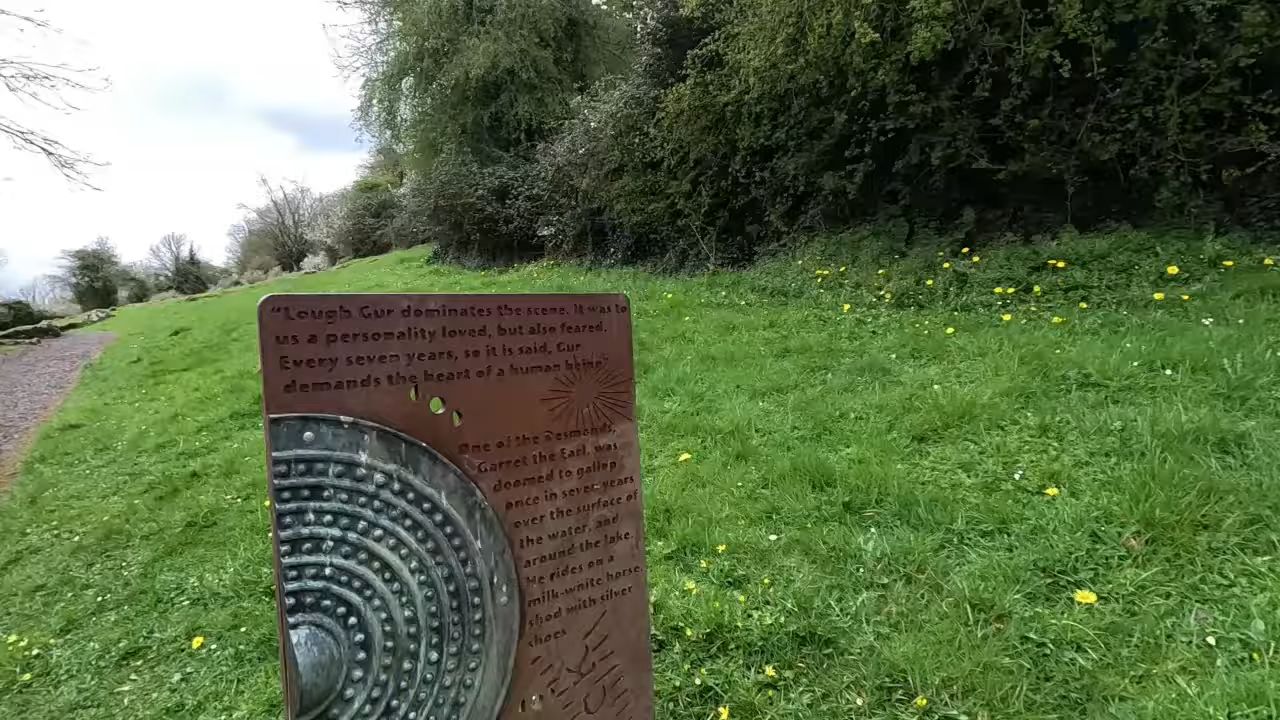 "Lough Gur dominates the scene. It was to
us a personality loved, but also feared.
Every seven years, so it is said, Gur
demands the heart of a human being"
One of the Desmonds,
Garret the Earl, was
doomed to gallop
once in seven years
over the surface of
the water, and
around the lake.
He rides on a
milk-white horse,
shod with silver
shoes